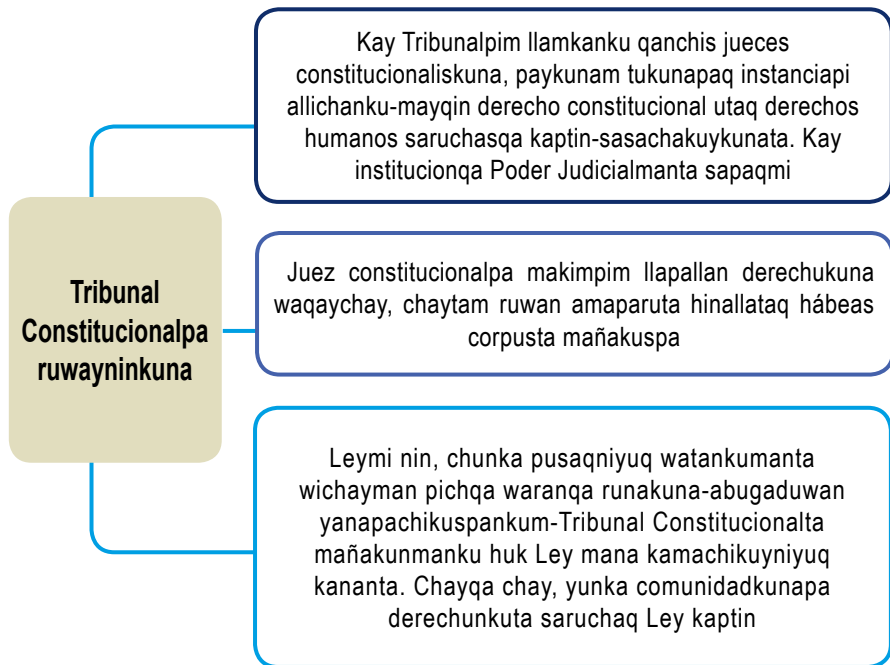 Kay Tribunalpim llamkanku qanchis jueces
constitucionaliskuna, paykunam tukunapaq instanciapi
allichanku-mayqin derecho constitucional utaq derechos
humanos saruchasqa kaptin-sasachakuykunata. Kay
institucionqa Poder Judicialmanta sapaqmi
Tribunal
Constitucionalpa
ruwayninkuna
Juez constitucionalpa makimpim llapallan derechukuna
waqaychay, chaytam ruwan amaparuta hinallataq hábeas
corpusta mañakuspa
Leymi nin, chunka pusaqniyuq watankumanta
wichayman pichqa waranqa runakuna-abugaduwan
yanapachikuspankum-Tribunal Constitucionalta
mañakunmanku huk Ley mana kamachikuyniyuq
kananta. Chayqa chay, yunka comunidadkunapa
derechunkuta saruchaq Ley kaptin